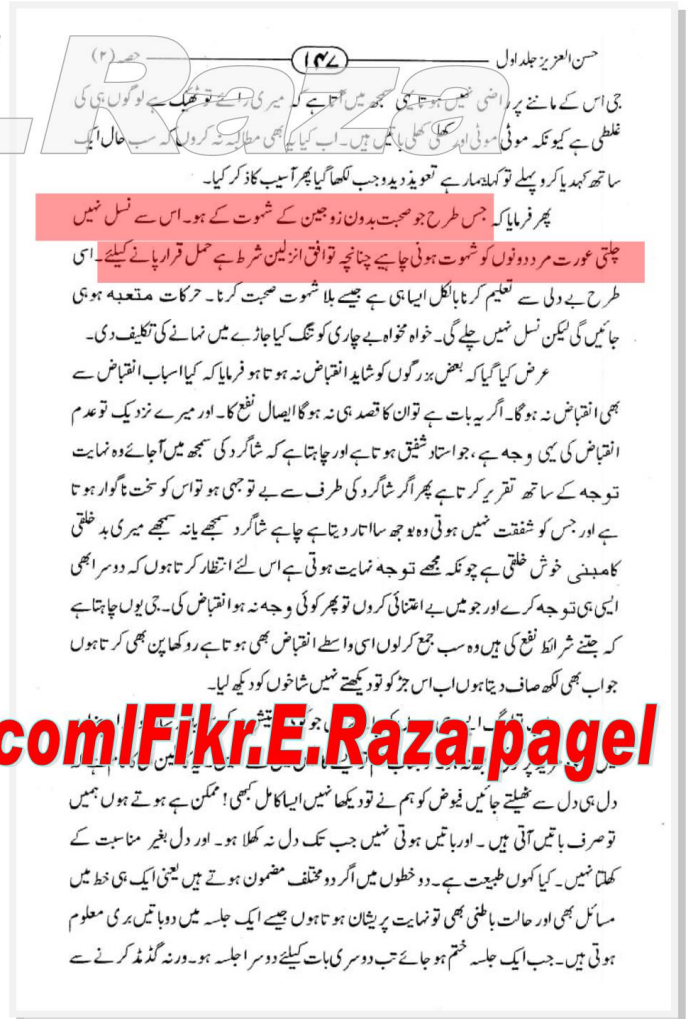 حسن العزیز جلد اول
۱۴۷
حصہ (۲)
جی اس کے ماننے پر راضی نہیں ہوتا یہی سمجھ میں آتا ہے کہ میری رائے تو ٹھیک ہے لوگوں ہی کی
غلطی ہے کیونکہ موٹی موٹی اور کھلی کھلی باتیں ہیں۔ اب کیا یہ بھی مطالبہ نہ کروں کہ سب حال ایک
ساتھ کہدیا کرو پہلے تو کہا ہمارے تعویذ دیدو جب لکھا گیا پھر آسیب کا ذکر کیا۔
پھر فرمایا کہ جس طرح جو صحبت بدون زوجین کے شہوت کے ہو۔ اس سے نسل نہیں
چلتی عورت مرد دونوں کو شہوت ہونی چاہیے چنانچہ توافق انزلین شرط ہے حمل قرار پانے کیلئے۔ اسی
طرح بے دلی سے تعلیم کرنا بالکل ایسا ہی ہے جیسے بلا شہوت صحبت کرنا۔ حرکات متعبہ ہو ہی
جائیں گی لیکن نسل نہیں چلے گی۔ خواہ مخواہ بے چاری کو تنگ کیا جاڑے میں نہانے کی تکلیف دی۔
عرض کیا گیا کہ بعض بزرگوں کو شاید انقباض نہ ہوتا ہو فرمایا کہ کیا اسباب انقباض سے
بھی انقباض نہ ہوگا۔ اگر یہ بات ہے تو ان کا قصد ہی نہ ہوگا ایصال نفع کا۔ اور میرے نزدیک تو عدم
انقباض کی یہی وجہ ہے، جو استاد شفیق ہوتا ہے اور چاہتا ہے کہ شاگرد کی سمجھ میں آجائے وہ نہایت
توجہ کے ساتھ تقریر کرتا ہے پھر اگر شاگرد کی طرف سے بے توجہی ہو تو اس کو سخت ناگوار ہوتا
ہے اور جس کو شفقت نہیں ہوتی وہ بوجھ سا اتار دیتا ہے چاہے شاگرد سمجھے یا نہ سمجھے میری بد خلقی
کا مبنی خوش خلقی ہے چونکہ مجھے توجہ نہایت ہوتی ہے اس لئے انتظار کرتا ہوں کہ دوسرا بھی
ایسی ہی توجہ کرے اور جو میں بے اعتنائی کروں تو پھر کوئی وجہ نہ ہو انقباض کی۔ جی یوں چاہتا ہے
کہ جتنے شرائط نفع کی ہیں وہ سب جمع کر لوں اسی واسطے انقباض بھی ہوتا ہے روکھا پن بھی کرتا ہوں
جواب بھی لکھ صاف دیتا ہوں اب اس جڑ کو تو دیکھتے نہیں شاخوں کو دیکھ لیا۔
comlFikr.E.Raza.pagel
دل ہی دل سے ٹھیلتے جائیں فیوض کو ہم نے تو دیکھا نہیں ایسا کامل کبھی! ممکن ہے ہوتے ہوں ہمیں
تو صرف باتیں آتی ہیں۔ اور باتیں ہوتی نہیں جب تک دل نہ کھلا ہو۔ اور دل بغیر مناسبت کے
کھلتا نہیں۔ کیا کہوں طبیعت ہے۔ دو خطوں میں اگر دو مختلف مضمون ہوتے ہیں یعنی ایک ہی خط میں
مسائل بھی اور حالت باطنی بھی تو نہایت پریشان ہوتا ہوں جیسے ایک جلسہ میں دو باتیں بری معلوم
ہوتی ہیں۔ جب ایک جلسہ ختم ہو جائے تب دوسری بات کیلئے دوسرا جلسہ ہو۔ ورنہ گڈمڈ کرنے سے